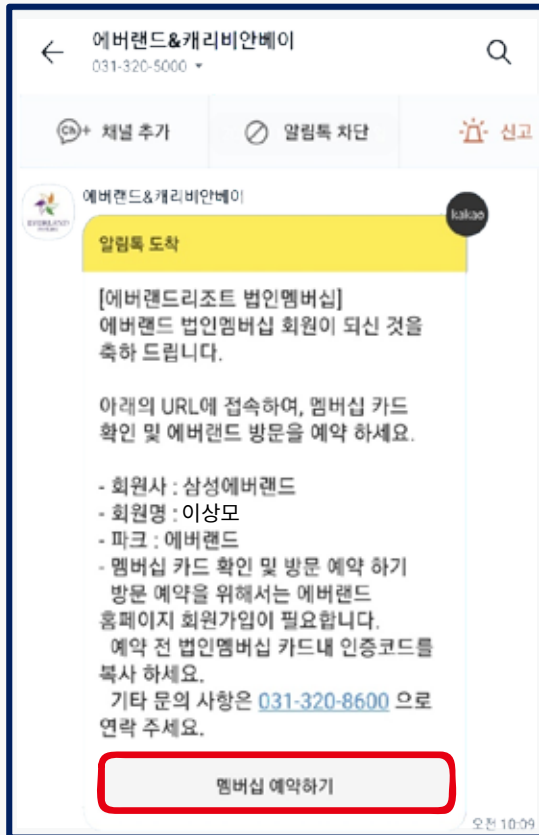 에버랜드&캐리비안베이
031-320-5000
Ch+ 채널 추가
알림톡 차단
신고
에버랜드&캐리비안베이
EVERLAND
kakao
알림톡 도착
[에버랜드리조트 법인멤버십]
에버랜드 법인멤버십 회원이 되신 것을
축하 드립니다.
아래의 URL에 접속하여, 멤버십 카드
확인 및 에버랜드 방문을 예약 하세요.
- 회원사 : 삼성에버랜드
- 회원명 : 이상모
- 파크 : 에버랜드
- 멤버십 카드 확인 및 방문 예약 하기
방문 예약을 위해서는 에버랜드
홈페이지 회원가입이 필요합니다.
예약 전 법인멤버십 카드내 인증코드를
복사 하세요.
기타 문의 사항은 031-320-8600 으로
연락 주세요.
멤버십 예약하기
오전 10:09